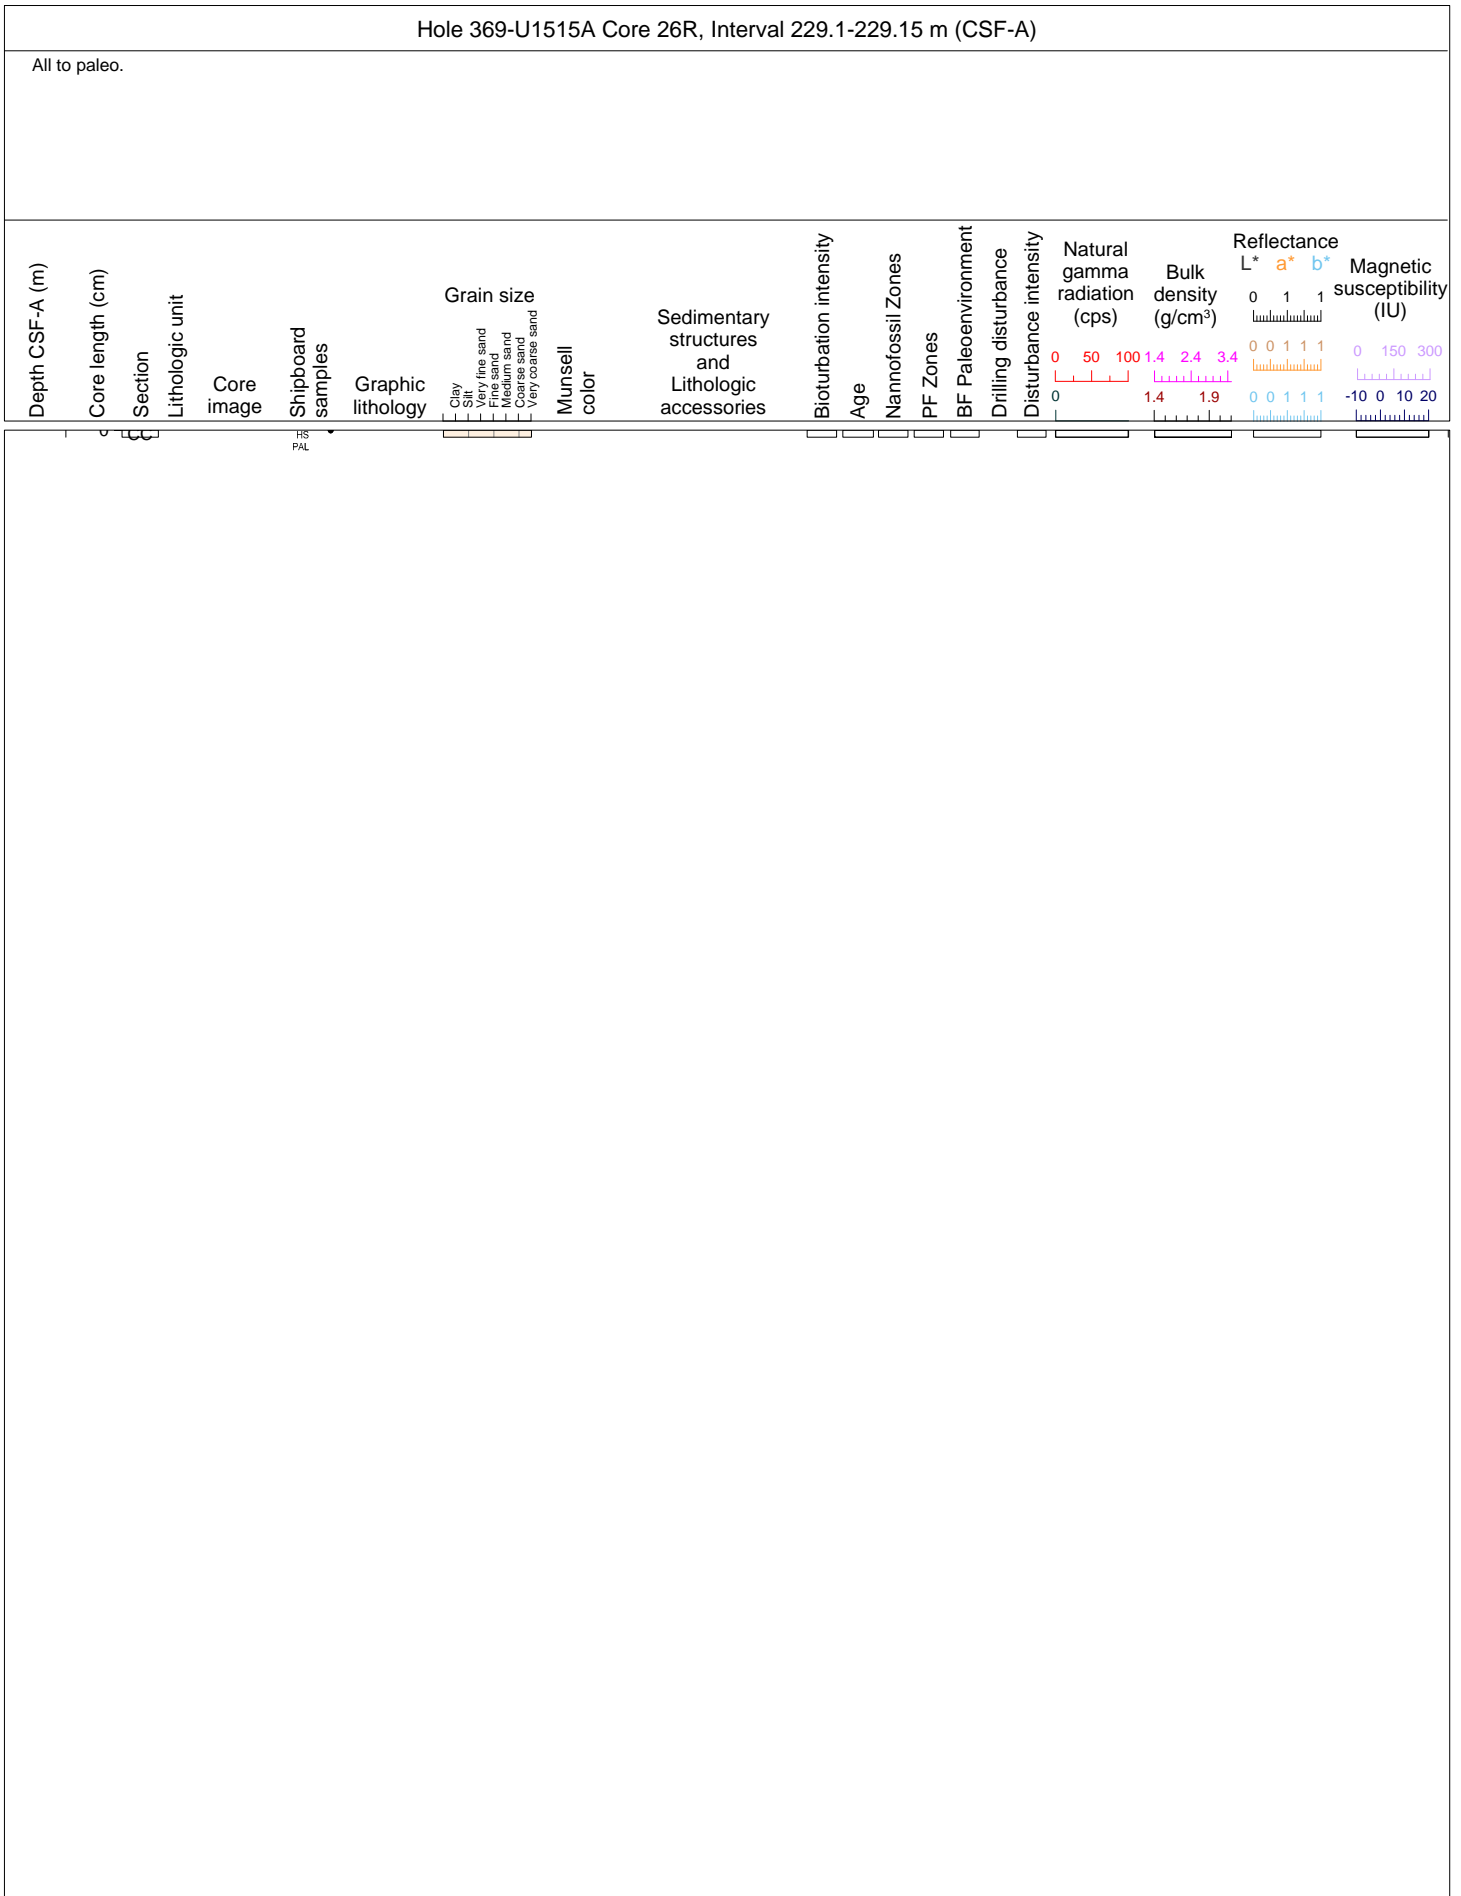 Hole 369-U1515A Core 26R, Interval 229.1-229.15 m (CSF-A)
All to paleo.
Depth CSF-A (m)
Core length (cm)
Section
Lithologic unit
Core
image
Shipboard
samples
Graphic
lithology
Grain size
Clay
Silt
Very fine sand
Fine sand
Medium sand
Coarse sand
Very coarse sand
Munsell
color
Sedimentary
structures
and
Lithologic
accessories
Bioturbation intensity
Age
Nannofossil Zones
PF Zones
BF Paleoenvironment
Drilling disturbance
Disturbance intensity
Natural
gamma
radiation
(cps)
0 50 100
0
Bulk
density
(g/cm³)
1.4 2.4 3.4
1.4 1.9
Reflectance
L* a* b*
0 1 1
0 0 1 1 1
0 0 1 1 1
Magnetic
susceptibility
(IU)
0 150 300
-10 0 10 20
0
CC
HS
PAL